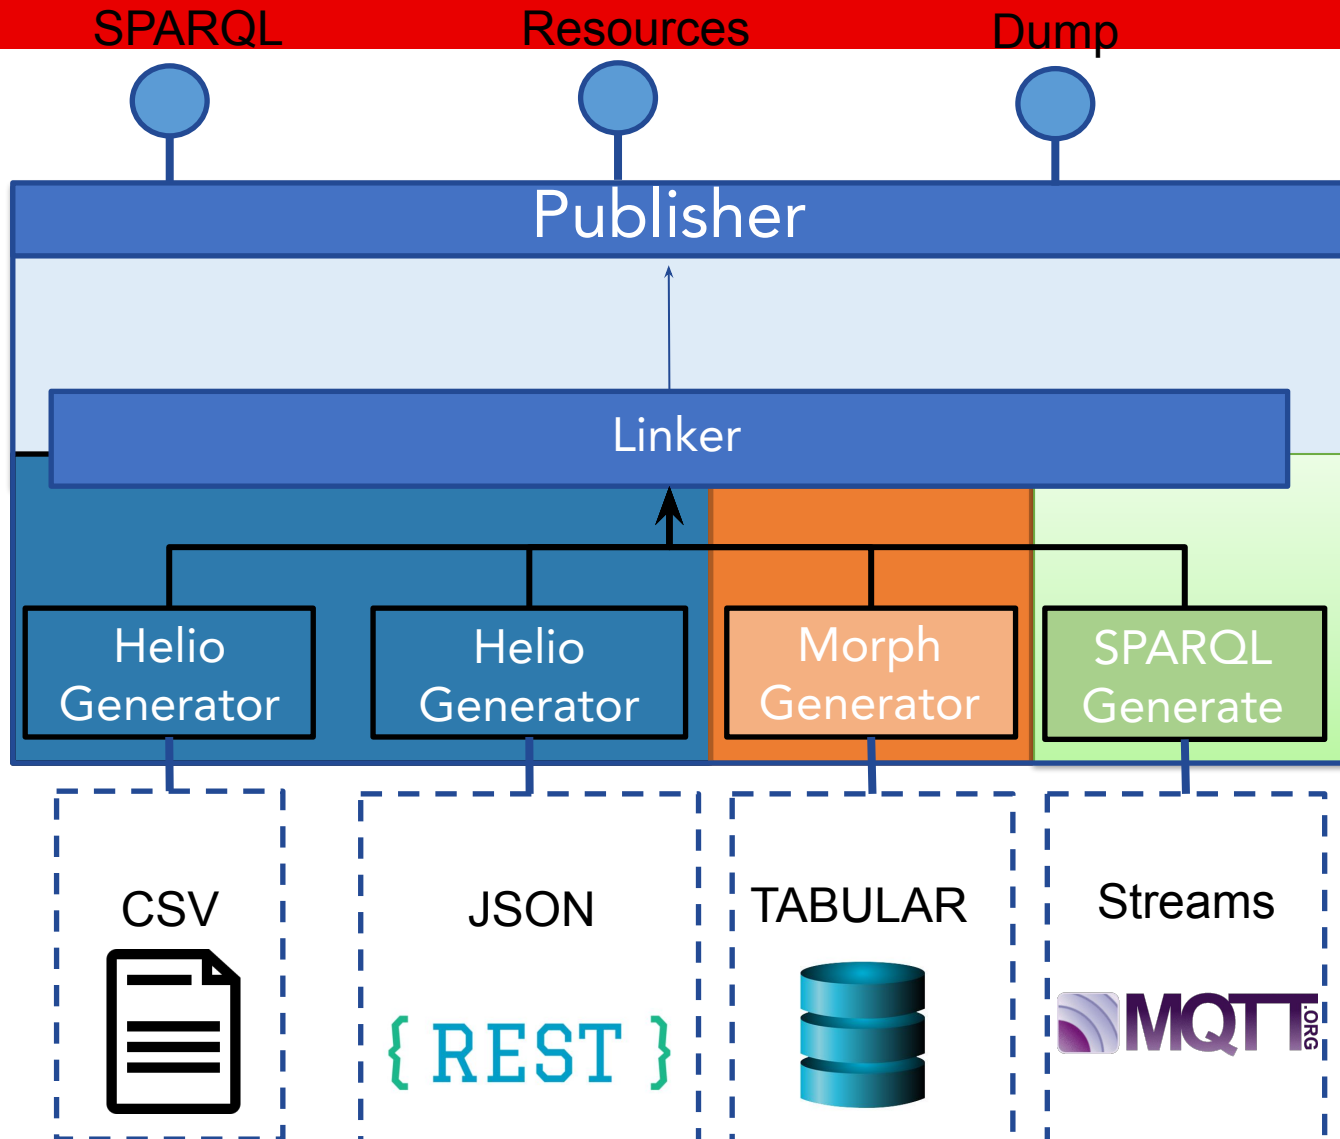 SPARQL Resources Dump
Publisher
Linker
Helio
Generator
Helio
Generator
Morph
Generator
SPARQL
Generate
CSV
JSON
TABULAR
Streams
{ REST }
MQTT.ORG